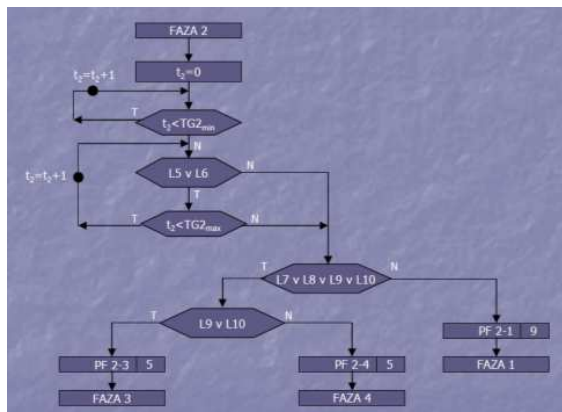 FAZA 2
t₂=0
t₂=t₂+1
T
t₂<TG2min
N
t₂=t₂+1
L5 v L6
N
T
T
t₂<TG2max
N
T
L7 v L8 v L9 v L10
N
T
L9 v L10
N
PF 2-1 9
PF 2-3 5
PF 2-4 5
FAZA 1
FAZA 3
FAZA 4